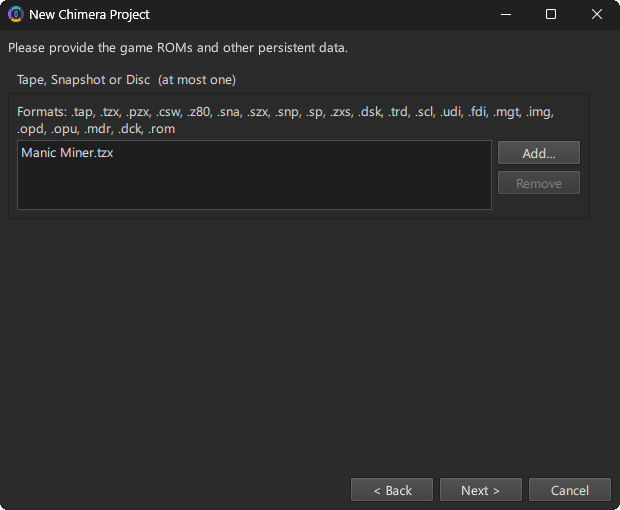 New Chimera Project
Please provide the game ROMs and other persistent data.
Tape, Snapshot or Disc  (at most one)
Formats: .tap, .tzx, .pzx, .csw, .z80, .sna, .szx, .snp, .sp, .zxs, .dsk, .trd, .scl, .udi, .fdi, .mgt, .img,
.opd, .opu, .mdr, .dck, .rom
Manic Miner.tzx
Add...
Remove
< Back
Next >
Cancel